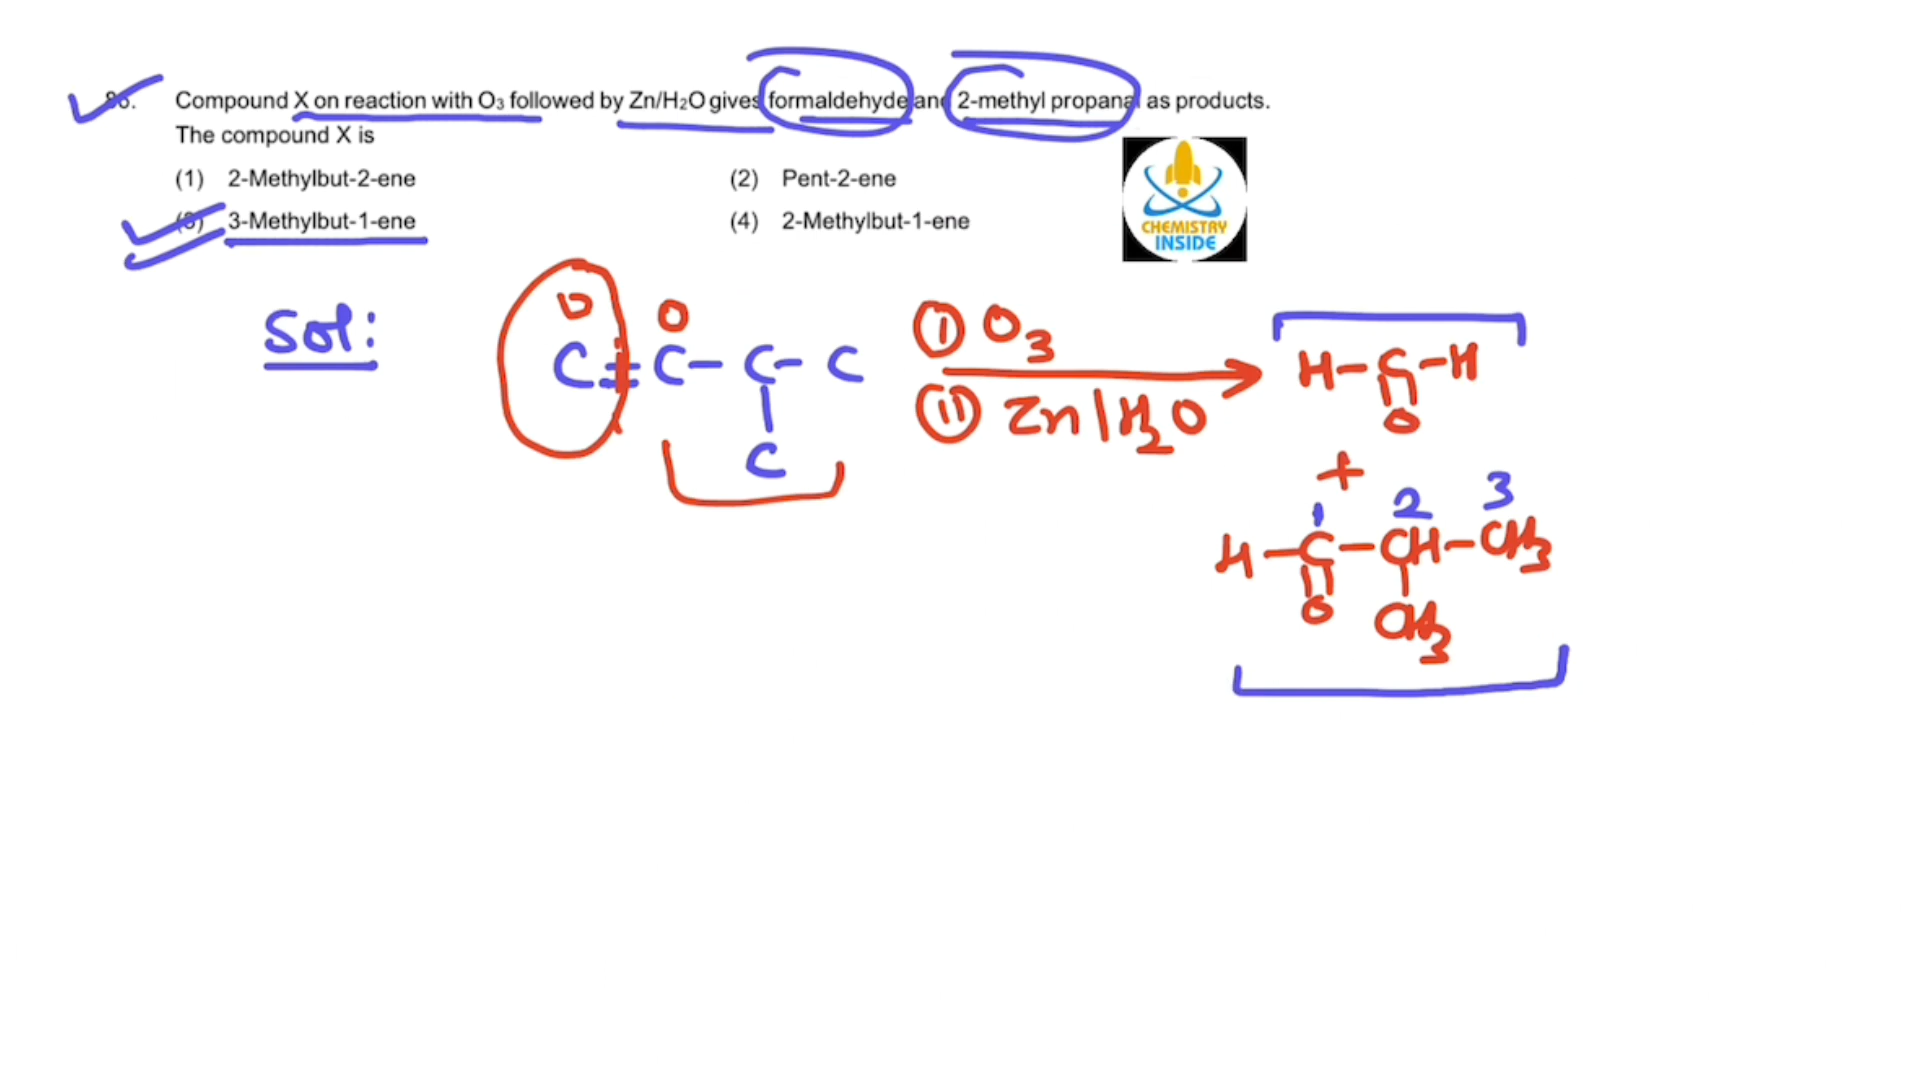 86. Compound X on reaction with O3 followed by Zn/H2O gives formaldehyde and 2-methyl propanal as products.
The compound X is
(1) 2-Methylbut-2-ene (2) Pent-2-ene
(3) 3-Methylbut-1-ene (4) 2-Methylbut-1-ene
CHEMISTRY
INSIDE
Sol:
O O
C = C - C - C
C
(i) O3
(ii) Zn|H2O
H-C-H
O
+
1 2 3
H-C-CH-CH3
O CH3